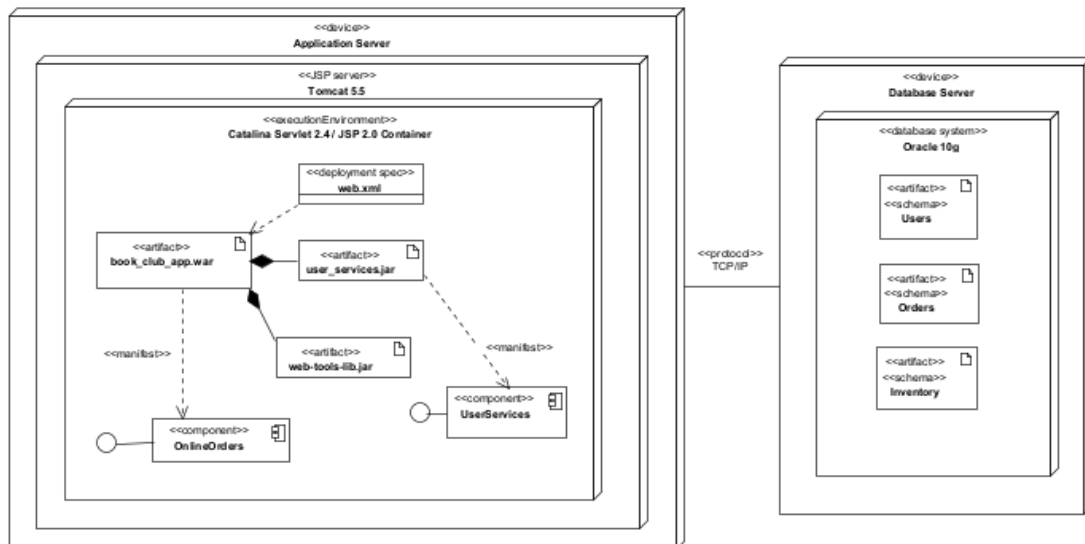 <<device>>
Application Server
<<JSP server>>
Tomcat 5.5
<<executionEnvironment>>
Catalina Servlet 2.4 / JSP 2.0 Container
<<deployment spec>>
web.xml
<<artifact>>
book_club_app.war
<<artifact>>
user_services.jar
<<manifest>>
<<artifact>>
web-tools-lib.jar
<<manifest>>
<<component>>
UserServices
<<component>>
OnlineOrders
<<protocol>>
TCP/IP
<<device>>
Database Server
<<database system>>
Oracle 10g
<<artifact>>
<<schema>>
Users
<<artifact>>
<<schema>>
Orders
<<artifact>>
<<schema>>
Inventory